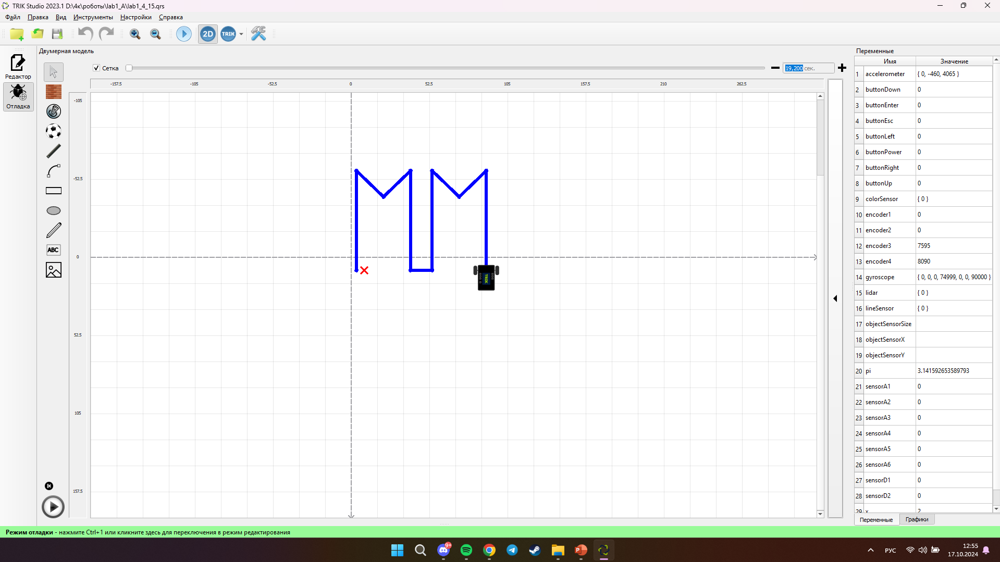 TRIK Studio 2023.1 D:\4к\роботы\lab1_A\lab1_4_15.qrs
Файл Правка Вид Инструменты Настройки Справка
2D TRIK
Двумерная модель
Переменные
Редактор
Отладка
Сетка
19,200 сек.
-157.5 -105 -52.5 0 52.5 105 157.5 210 262.5
-105
-52.5
0
52.5
105
157.5
ABC
TRIK
Имя Значение
1 accelerometer { 0, -460, 4065 }
2 buttonDown 0
3 buttonEnter 0
4 buttonEsc 0
5 buttonLeft 0
6 buttonPower 0
7 buttonRight 0
8 buttonUp 0
9 colorSensor { 0 }
10 encoder1 0
11 encoder2 0
12 encoder3 7595
13 encoder4 8090
14 gyroscope { 0, 0, 0, 74999, 0, 0, 90000 }
15 lidar { 0 }
16 lineSensor { 0 }
17 objectSensorSize
18 objectSensorX
19 objectSensorY
20 pi 3.141592653589793
21 sensorA1 0
22 sensorA2 0
23 sensorA3 0
24 sensorA4 0
25 sensorA5 0
26 sensorA6 0
27 sensorD1 0
28 sensorD2 0
29 x 2
Переменные Графики
Режим отладки - нажмите Ctrl+1 или кликните здесь для переключения в режим редактирования
9+
РУС
12:55
17.10.2024